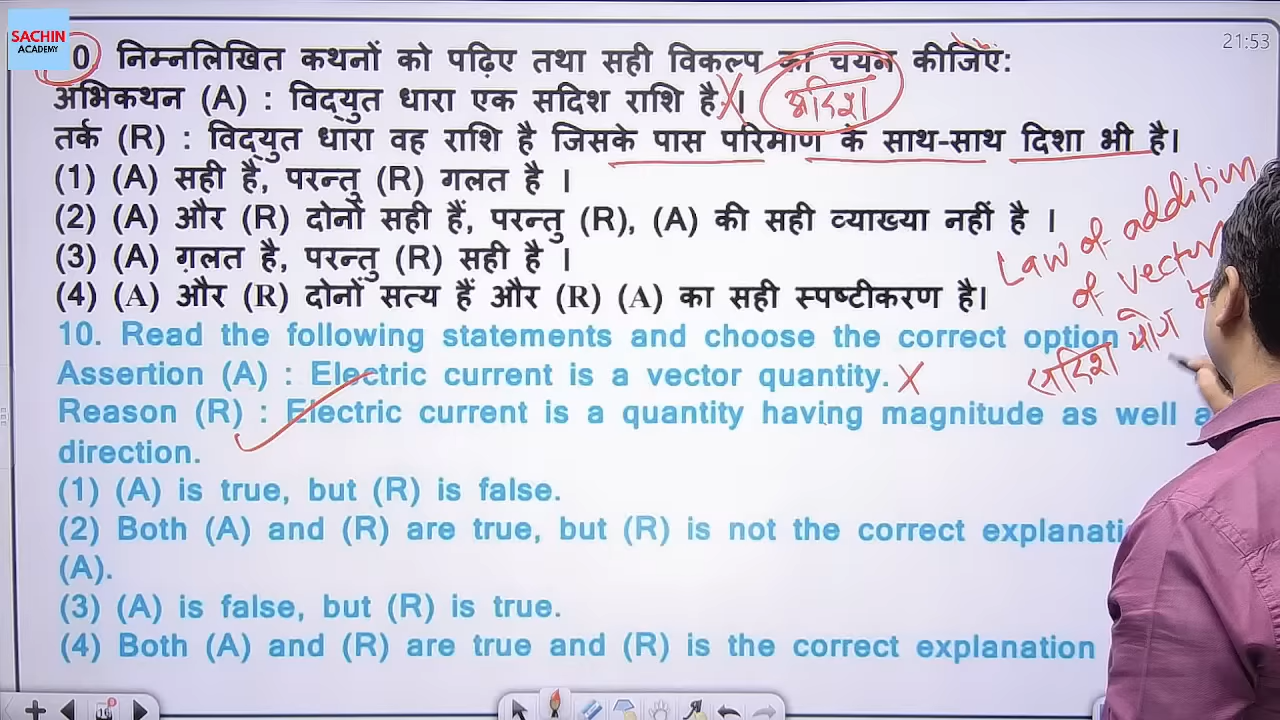 SACHIN
ACADEMY
21:53
0 निम्नलिखित कथनों को पढ़िए तथा सही विकल्प का चयन कीजिए:
अभिकथन (A) : विद्युत धारा एक सदिश राशि है। अदिश
तर्क (R) : विद्युत धारा वह राशि है जिसके पास परिमाण के साथ-साथ दिशा भी है।
(1) (A) सही है, परन्तु (R) गलत है ।
(2) (A) और (R) दोनों सही हैं, परन्तु (R), (A) की सही व्याख्या नहीं है ।
(3) (A) ग़लत है, परन्तु (R) सही है ।
(4) (A) और (R) दोनों सत्य हैं और (R) (A) का सही स्पष्टीकरण है।
Law of addition
of vector
सदिश योग
10. Read the following statements and choose the correct option
Assertion (A) : Electric current is a vector quantity.
Reason (R) : Electric current is a quantity having magnitude as well
direction.
(1) (A) is true, but (R) is false.
(2) Both (A) and (R) are true, but (R) is not the correct
(A).
(3) (A) is false, but (R) is true.
(4) Both (A) and (R) are true and (R) is the correct explanation